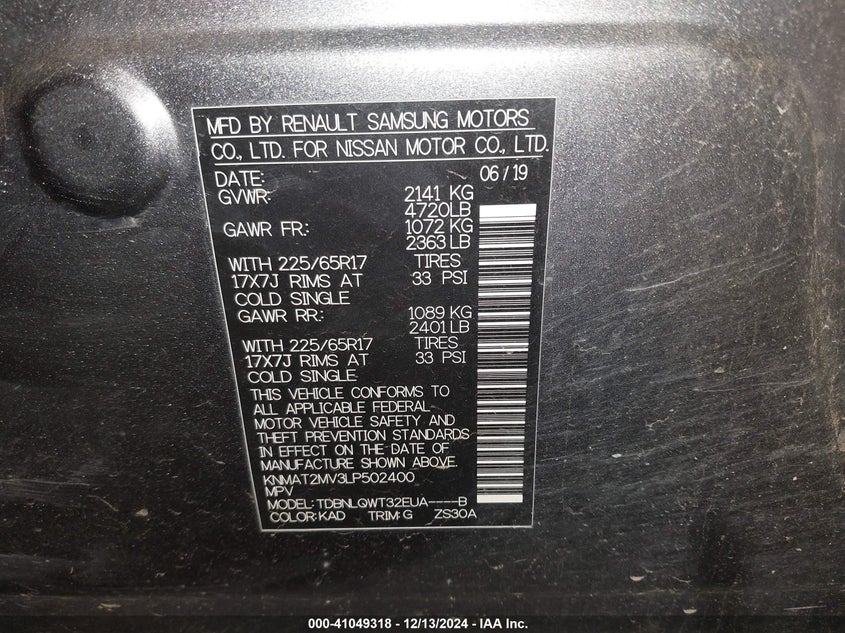 MFD BY RENAULT SAMSUNG MOTORS
CO., LTD. FOR NISSAN MOTOR CO., LTD.
DATE: 06/19
GVWR: 2141 KG
4720LB
GAWR FR: 1072 KG
2363 LB
WITH 225/65R17 TIRES
17X7J RIMS AT 33 PSI
COLD SINGLE
GAWR RR: 1089 KG
2401 LB
WITH 225/65R17 TIRES
17X7J RIMS AT 33 PSI
COLD SINGLE
THIS VEHICLE CONFORMS TO
ALL APPLICABLE FEDERAL
MOTOR VEHICLE SAFETY AND
THEFT PREVENTION STANDARDS
IN EFFECT ON THE DATE OF
MANUFACTURE SHOWN ABOVE.
KNMAT2MV3LP502400
MPV
MODEL: TDBNLQWT32EUA----B
COLOR: KAD TRIM: G ZS30A
000-41049318 - 12/13/2024 - IAA Inc.